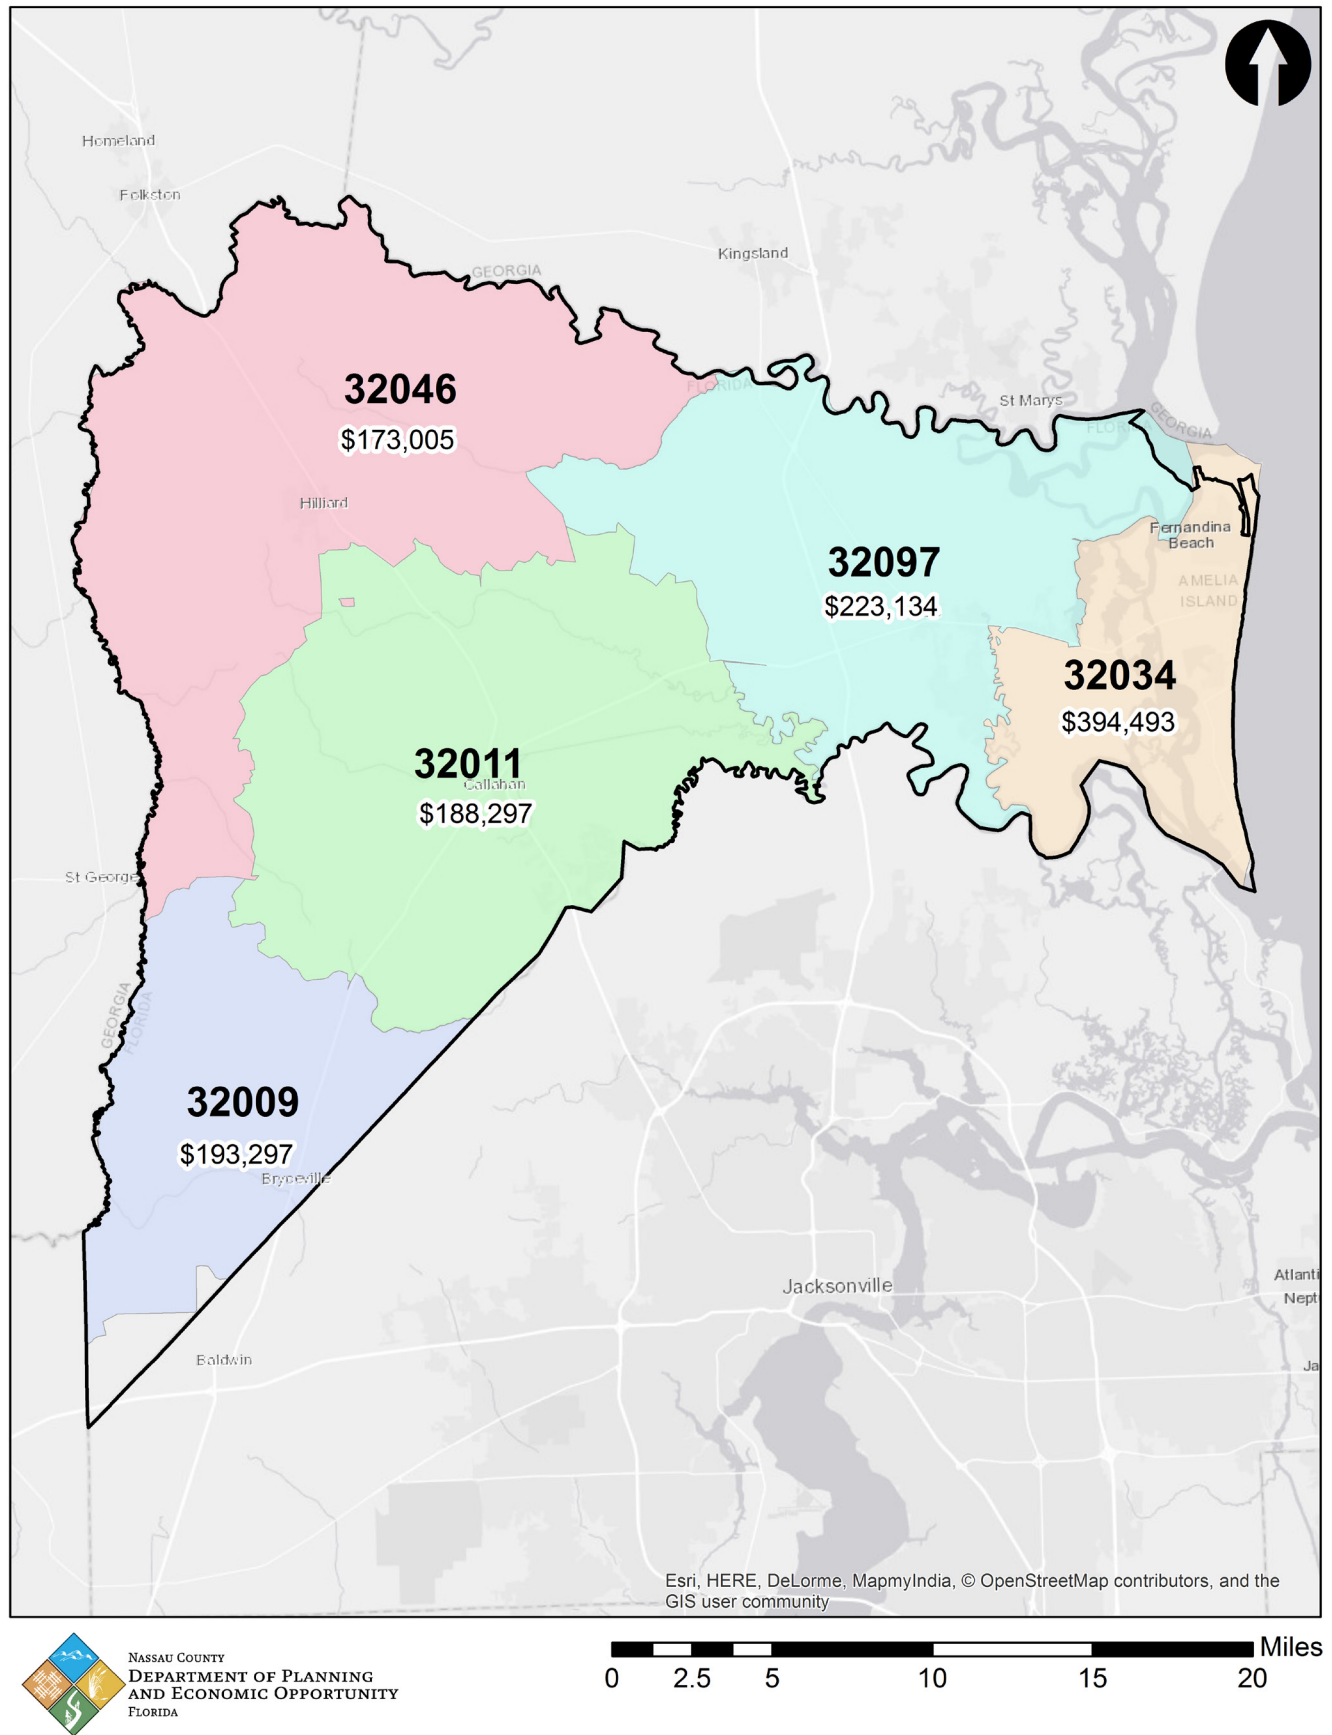 Homeland
Folkston
Kingsland
GEORGIA
32046
$173,005
FLORIDA
St Marys
GEORGIA
FLORIDA
Hilliard
Fernandina
Beach
32097
$223,134
AMELIA
ISLAND
32034
$394,493
32011
Callahan
$188,297
St George
GEORGIA
FLORIDA
32009
$193,297
Bryceville
Jacksonville
Atlanti
Nept
Baldwin
Ja
Esri, HERE, DeLorme, MapmyIndia, © OpenStreetMap contributors, and the
GIS user community
NASSAU COUNTY
DEPARTMENT OF PLANNING
AND ECONOMIC OPPORTUNITY
FLORIDA
Miles
0 2.5 5 10 15 20